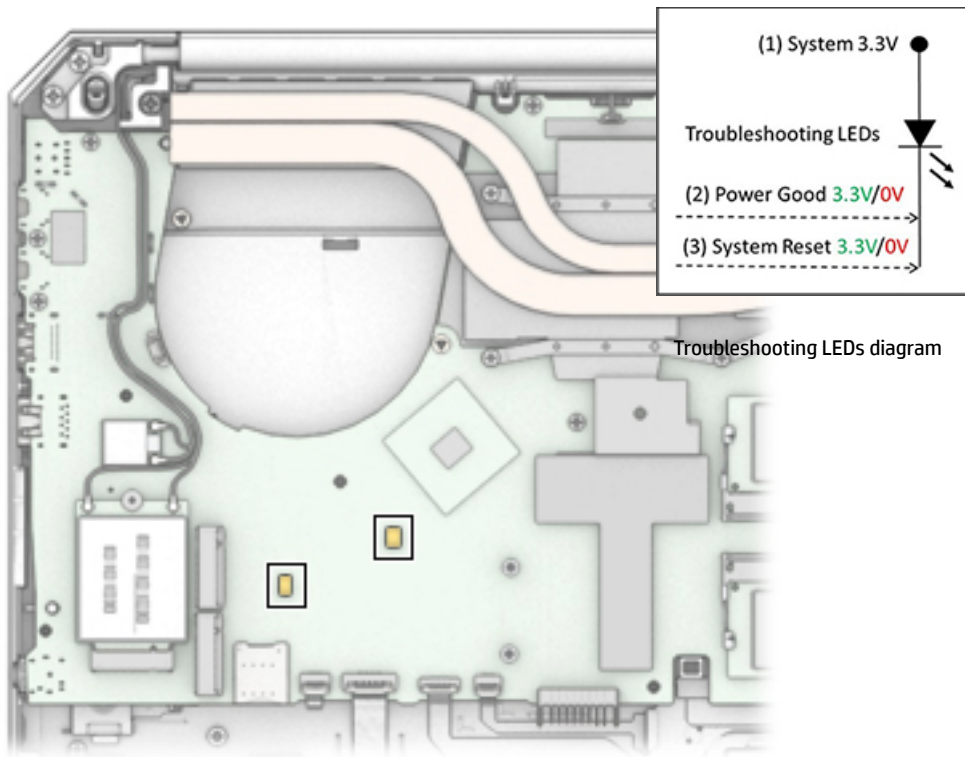 (1) System 3.3V
Troubleshooting LEDs
(2) Power Good 3.3V/0V
(3) System Reset 3.3V/0V
Troubleshooting LEDs diagram